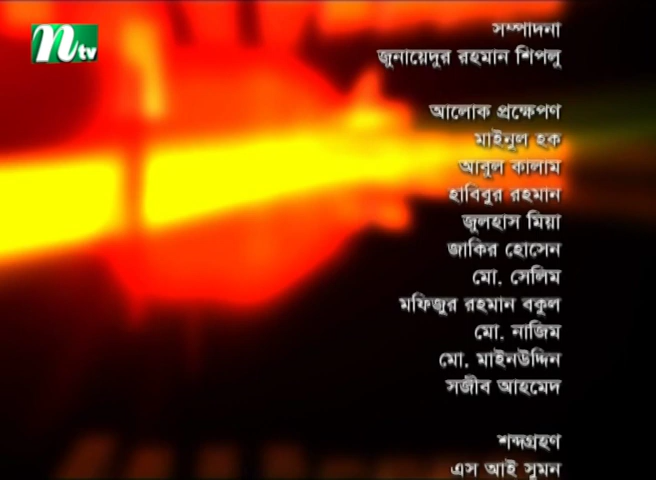 ntv
সম্পাদনা
জুনায়েদুর রহমান শিপলু
আলোক প্রক্ষেপণ
মাইনুল হক
আবুল কালাম
হাবিবুর রহমান
জুলহাস মিয়া
জাকির হোসেন
মো. সেলিম
মফিজুর রহমান বকুল
মো. নাজিম
মো. মাইনউদ্দিন
সজীব আহমেদ
শব্দগ্রহণ
এস আই সুমন